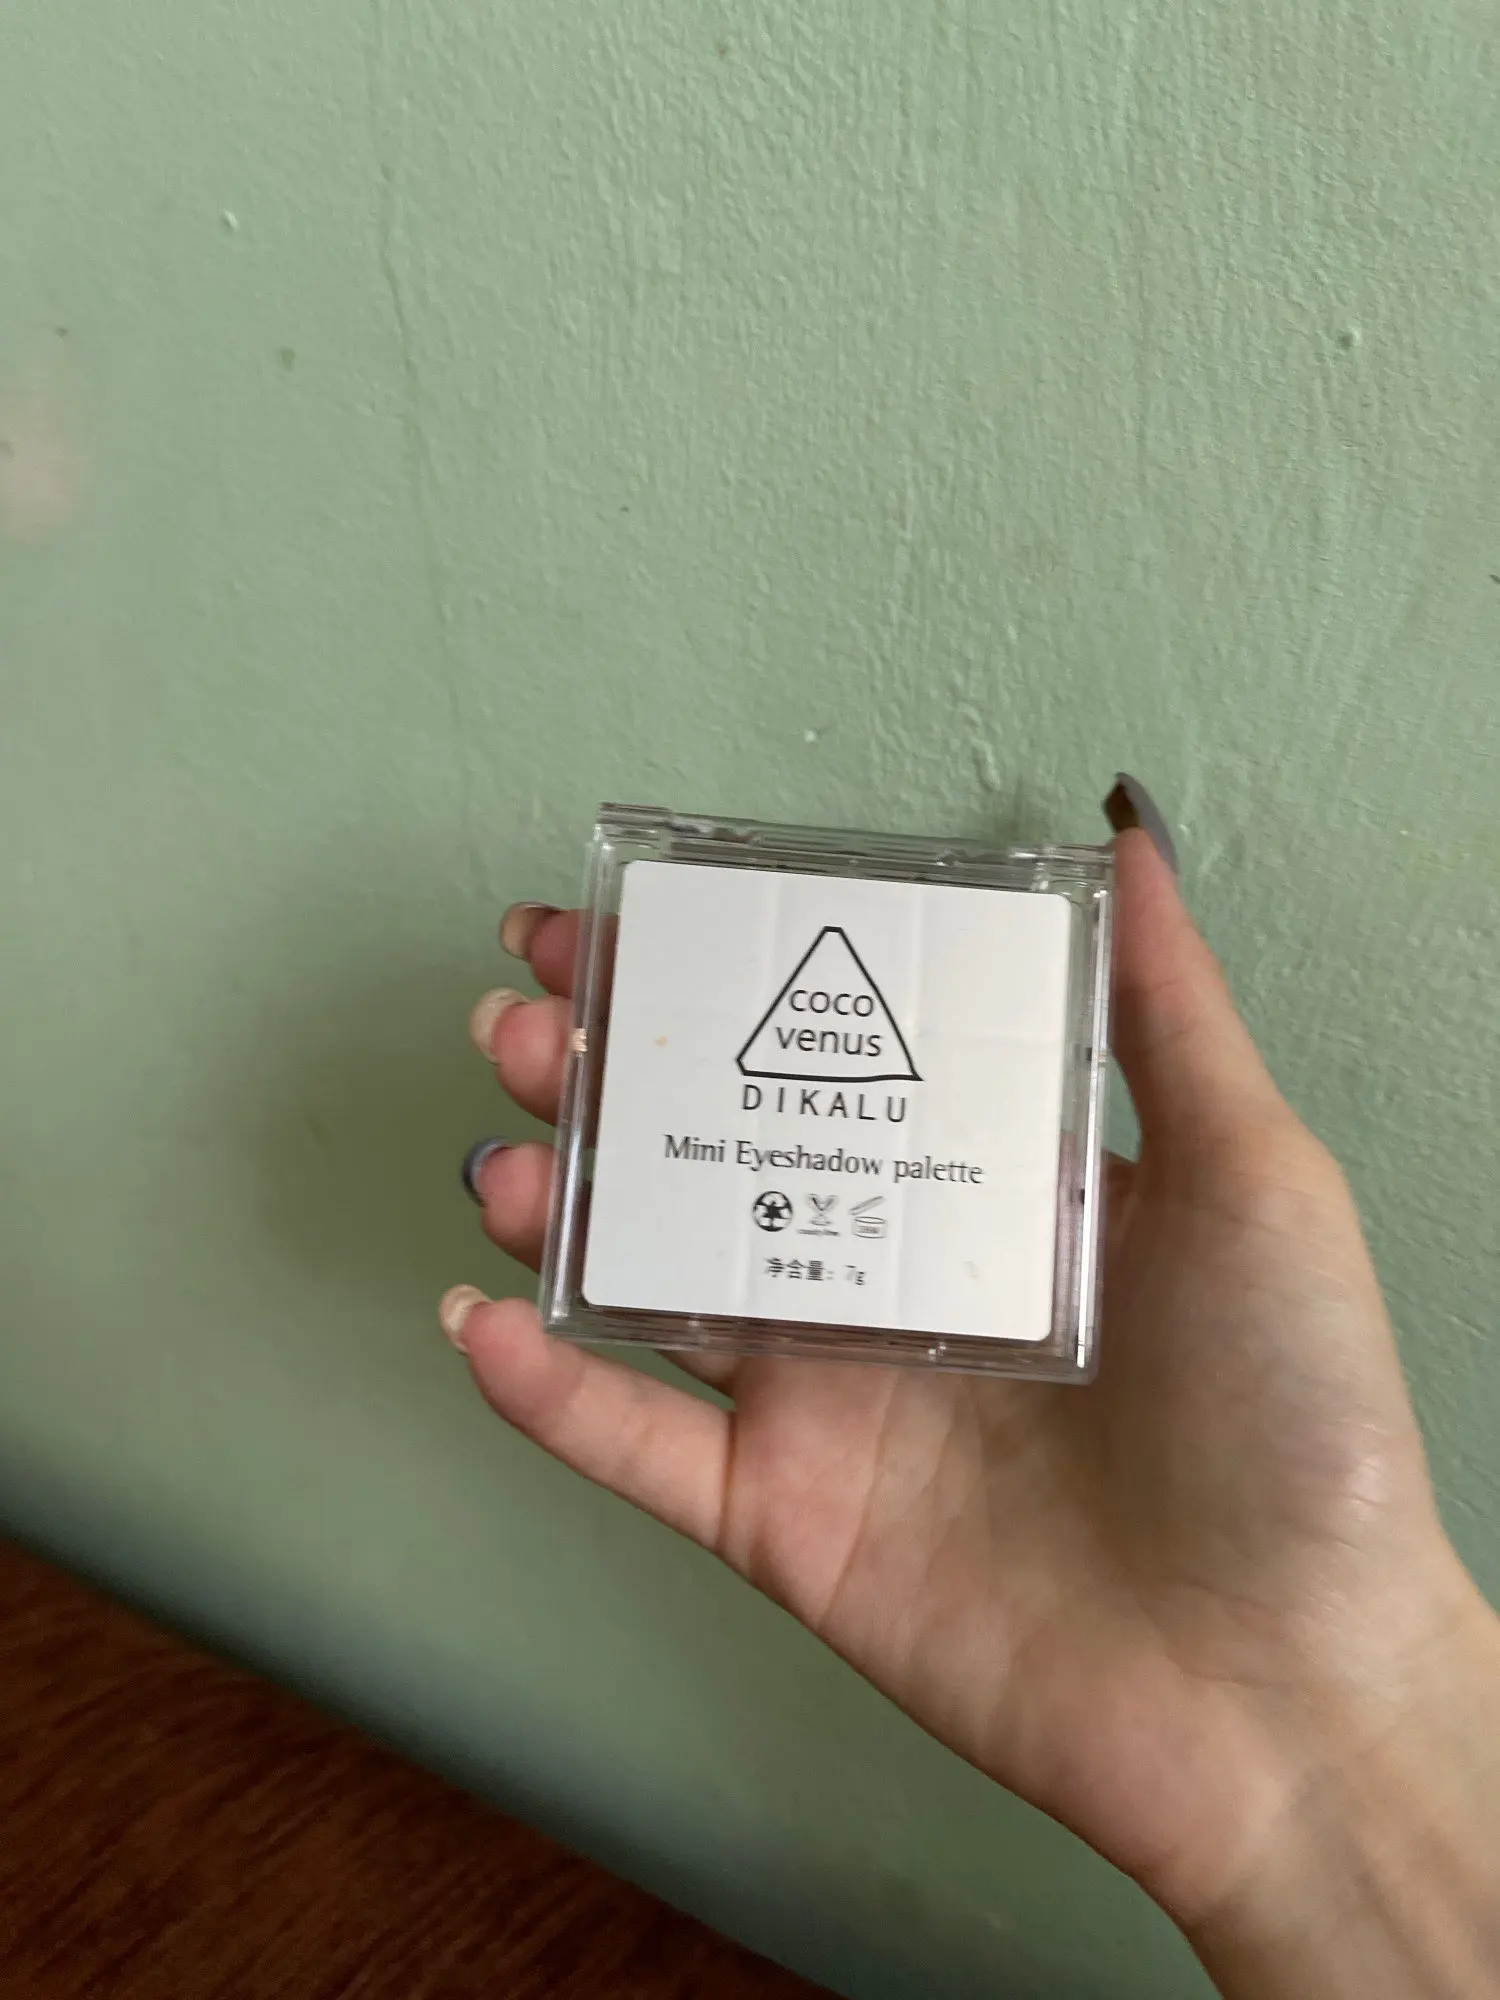 coco
venus
DIKALU
Mini Eyeshadow palette
净含量：7g